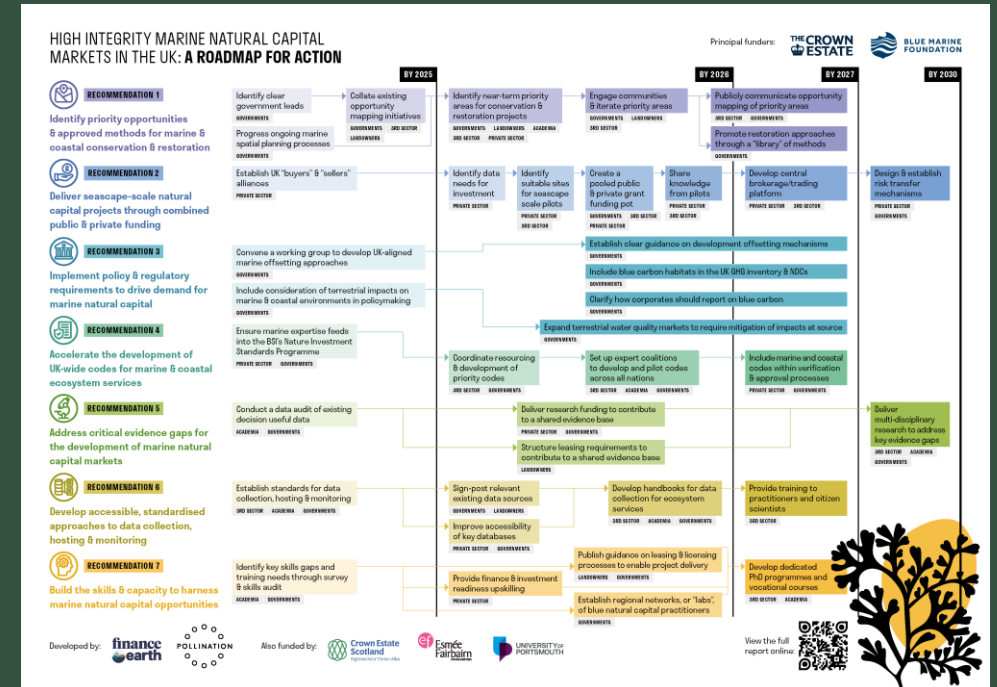 HIGH INTEGRITY MARINE NATURAL CAPITAL
MARKETS IN THE UK: A ROADMAP FOR ACTION
Principal funders:
THE CROWN
ESTATE
BLUE MARINE
FOUNDATION
BY 2025
BY 2026
BY 2027
BY 2030
RECOMMENDATION 1
Identify priority opportunities
& approved methods for marine &
coastal conservation & restoration
Identify clear
government leads
GOVERNMENTS
Progress ongoing marine
spatial planning processes
GOVERNMENTS
Collate existing
opportunity
mapping initiatives
GOVERNMENTS 3RD SECTOR
LANDOWNERS
Identify near-term priority
areas for conservation &
restoration projects
GOVERNMENTS LANDOWNERS ACADEMIA
3RD SECTOR PRIVATE SECTOR
Engage communities
& iterate priority areas
GOVERNMENTS LANDOWNERS
3RD SECTOR
Publicly communicate opportunity
mapping of priority areas
3RD SECTOR GOVERNMENTS
Promote restoration approaches
through a "library" of methods
GOVERNMENTS
RECOMMENDATION 2
Deliver seascape-scale natural
capital projects through combined
public & private funding
Establish UK "buyers" & "sellers"
alliances
PRIVATE SECTOR
Identify data
needs for
investment
PRIVATE SECTOR
Identify
suitable sites
for seascape
scale pilots
PRIVATE SECTOR
3RD SECTOR
Create a
pooled public
& private grant
funding pot
GOVERNMENTS 3RD SECTOR
PRIVATE SECTOR
Share
knowledge
from pilots
PRIVATE SECTOR
3RD SECTOR
Develop central
brokerage/trading
platform
PRIVATE SECTOR 3RD SECTOR
Design & establish
risk transfer
mechanisms
PRIVATE SECTOR
GOVERNMENTS
RECOMMENDATION 3
Implement policy & regulatory
requirements to drive demand for
marine natural capital
Convene a working group to develop UK-aligned
marine offsetting approaches
GOVERNMENTS
Include consideration of terrestrial impacts on
marine & coastal environments in policymaking
GOVERNMENTS
Establish clear guidance on development offsetting mechanisms
GOVERNMENTS
Include blue carbon habitats in the UK GHG inventory & NDCs
GOVERNMENTS
Clarify how corporates should report on blue carbon
GOVERNMENTS
Expand terrestrial water quality markets to require mitigation of impacts at source
GOVERNMENTS
RECOMMENDATION 4
Accelerate the development of
UK-wide codes for marine & coastal
ecosystem services
Ensure marine expertise feeds
into the BSI's Nature Investment
Standards Programme
PRIVATE SECTOR GOVERNMENTS
Coordinate resourcing
& development of
priority codes
3RD SECTOR GOVERNMENTS
Set up expert coalitions
to develop and pilot codes
across all nations
3RD SECTOR ACADEMIA GOVERNMENTS
Include marine and coastal
codes within verification
& approval processes
PRIVATE SECTOR GOVERNMENTS
RECOMMENDATION 5
Address critical evidence gaps for
the development of marine natural
capital markets
Conduct a data audit of existing
decision useful data
ACADEMIA GOVERNMENTS
Deliver research funding to contribute
to a shared evidence base
PRIVATE SECTOR GOVERNMENTS
Structure leasing requirements to
contribute to a shared evidence base
LANDOWNERS
Deliver
multi-disciplinary
research to address
key evidence gaps
3RD SECTOR ACADEMIA
GOVERNMENTS
RECOMMENDATION 6
Develop accessible, standardised
approaches to data collection,
hosting & monitoring
Establish standards for data
collection, hosting & monitoring
3RD SECTOR ACADEMIA GOVERNMENTS
Sign-post relevant
existing data sources
GOVERNMENTS LANDOWNERS
Improve accessibility
of key databases
PRIVATE SECTOR GOVERNMENTS
Develop handbooks for data
collection for ecosystem
services
3RD SECTOR ACADEMIA GOVERNMENTS
Provide training to
practitioners and citizen
scientists
3RD SECTOR
RECOMMENDATION 7
Build the skills & capacity to harness
marine natural capital opportunities
Identify key skills gaps and
training needs through survey
& skills audit
ACADEMIA GOVERNMENTS
Provide finance & investment
readiness upskilling
PRIVATE SECTOR
Publish guidance on leasing & licensing
processes to enable project delivery
LANDOWNERS GOVERNMENTS
Establish regional networks, or "labs",
of blue natural capital practitioners
GOVERNMENTS
Develop dedicated
PhD programmes and
vocational courses
3RD SECTOR ACADEMIA
Developed by:
finance
earth
POLLINATION
Also funded by:
Crown Estate
Scotland
ef
Esmée
Fairbairn
UNIVERSITY OF
PORTSMOUTH
View the full
report online: